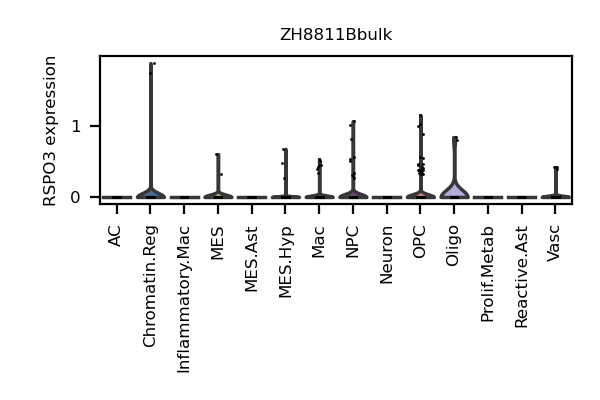 ZH8811Bbulk
RSPO3 expression
1
0
AC
Chromatin.Reg
Inflammatory.Mac
MES
MES.Ast
MES.Hyp
Mac
NPC
Neuron
OPC
Oligo
Prolif.Metab
Reactive.Ast
Vasc